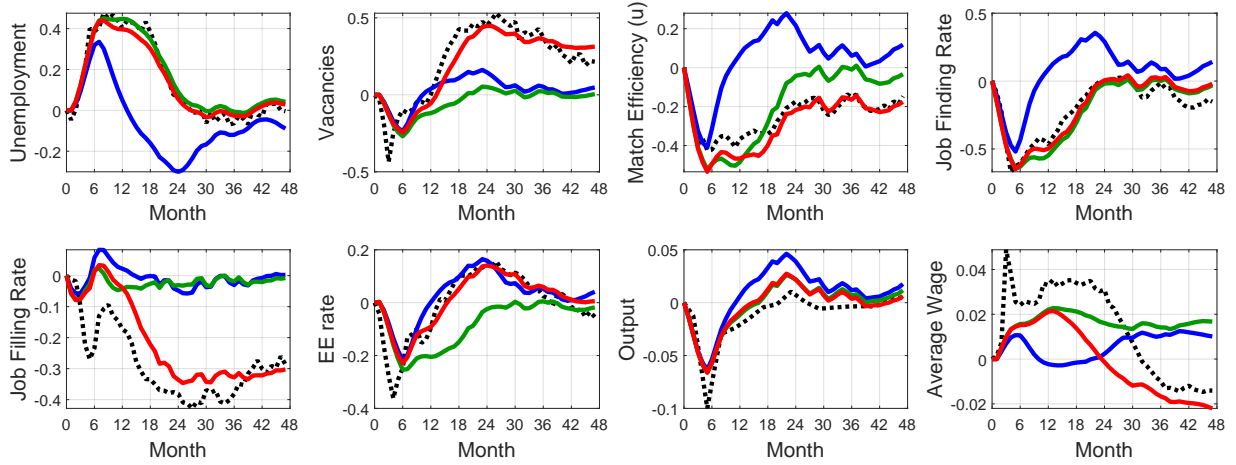 Unemployment
0.4
0.2
0
-0.2
0 6 12 18 24 30 36 42 48
Month
Vacancies
0.5
0
-0.5
0 6 12 18 24 30 36 42 48
Month
Match Efficiency (u)
0.2
0
-0.2
-0.4
0 6 12 18 24 30 36 42 48
Month
Job Finding Rate
0.5
0
-0.5
0 6 12 18 24 30 36 42 48
Month
Job Filling Rate
0
-0.1
-0.2
-0.3
-0.4
0 6 12 18 24 30 36 42 48
Month
EE rate
0.2
0
-0.2
-0.4
0 6 12 18 24 30 36 42 48
Month
Output
0.05
0
-0.05
-0.1
0 6 12 18 24 30 36 42 48
Month
Average Wage
0.04
0.02
0
-0.02
0 6 12 18 24 30 36 42 48
Month